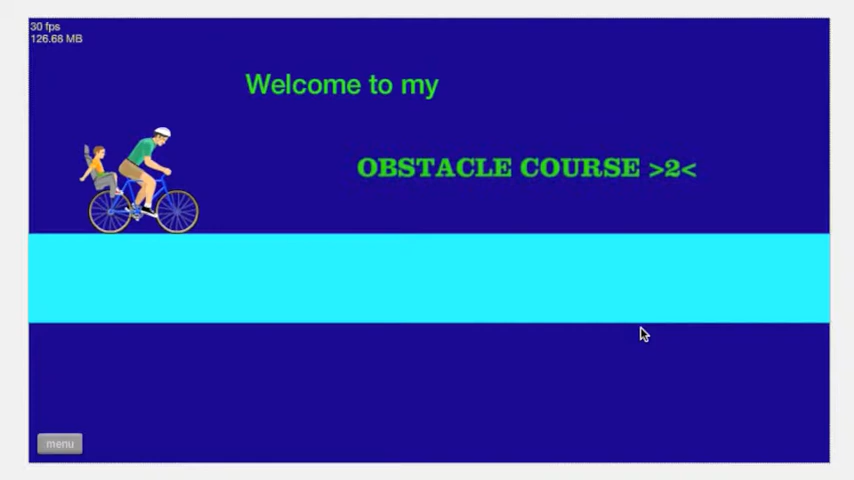 30 fps
126.68 MB
Welcome to my
OBSTACLE COURSE >2<
menu